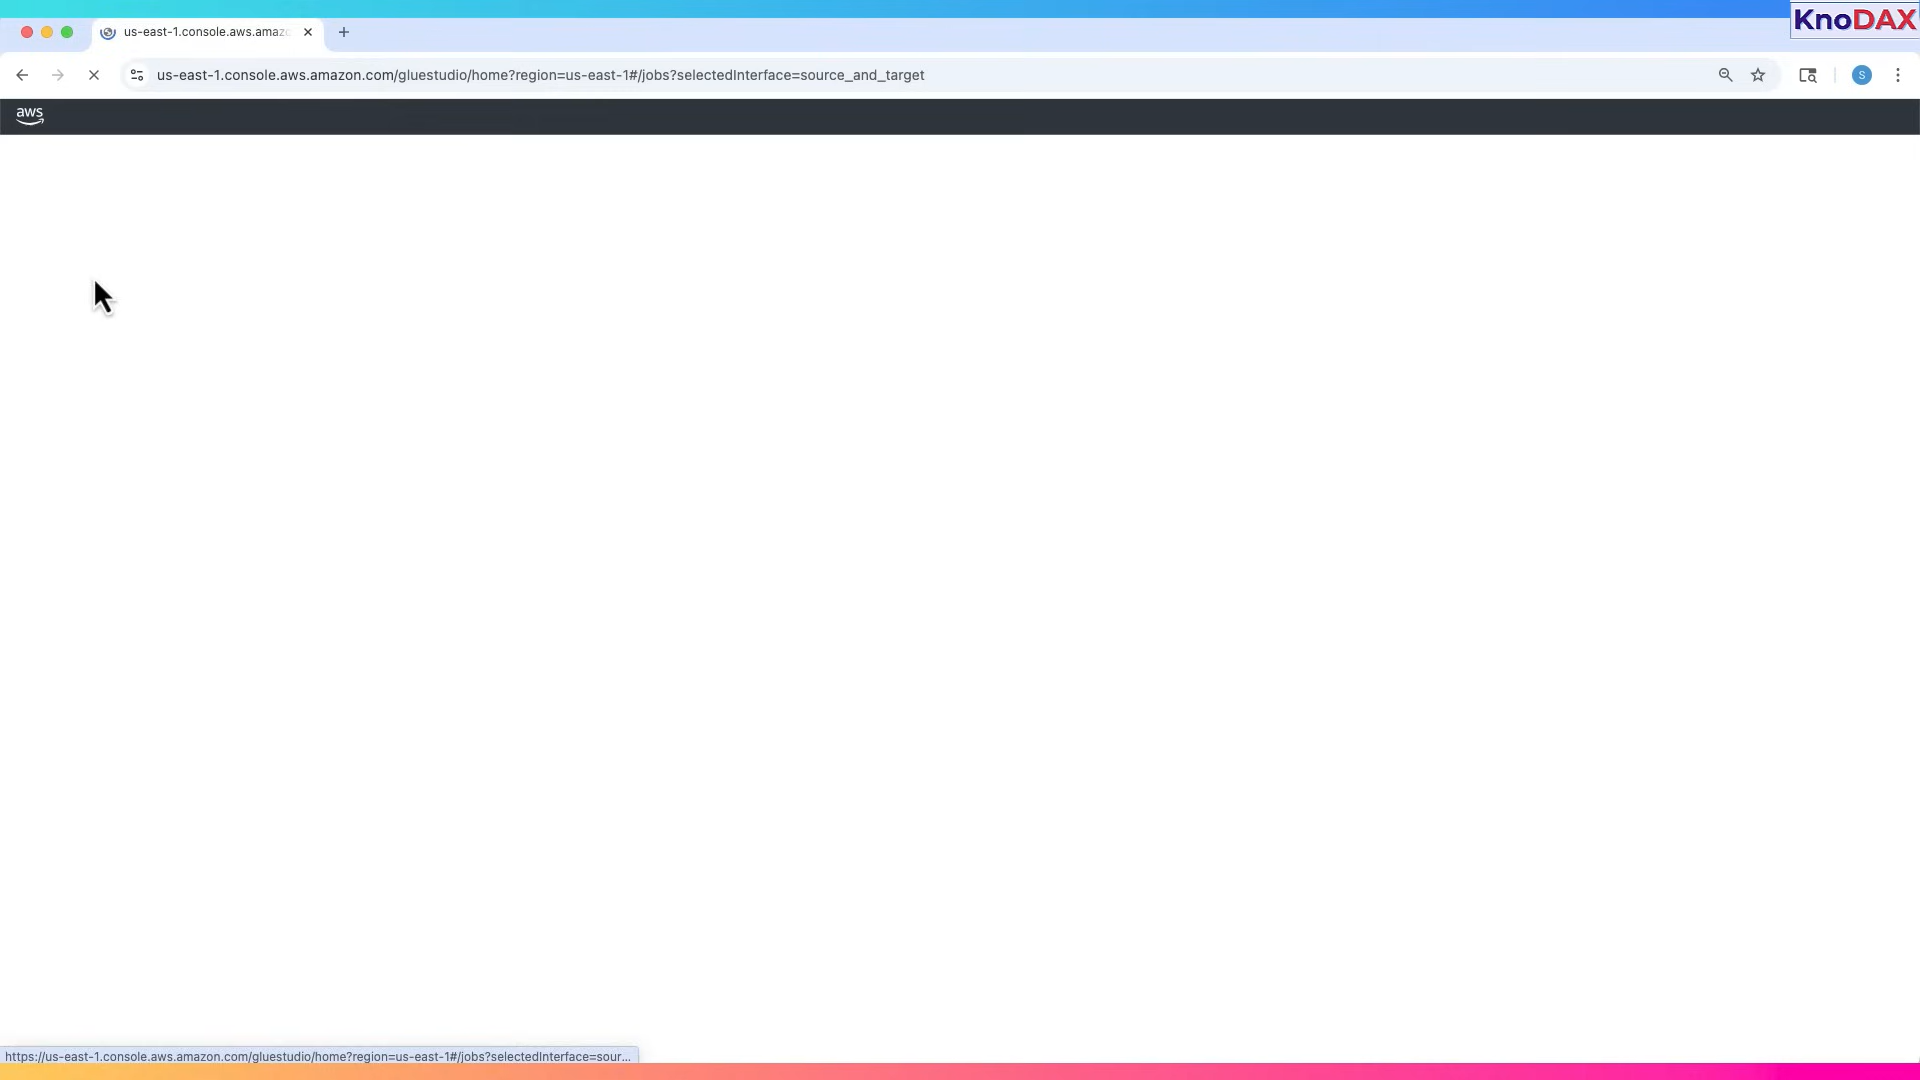 KnoDAX
us-east-1.console.aws.amaz
us-east-1.console.aws.amazon.com/gluestudio/home?region=us-east-1#/jobs?selectedInterface=source_and_target
S
aws
https://us-east-1.console.aws.amazon.com/gluestudio/home?region=us-east-1#/jobs?selectedInterface=sour...